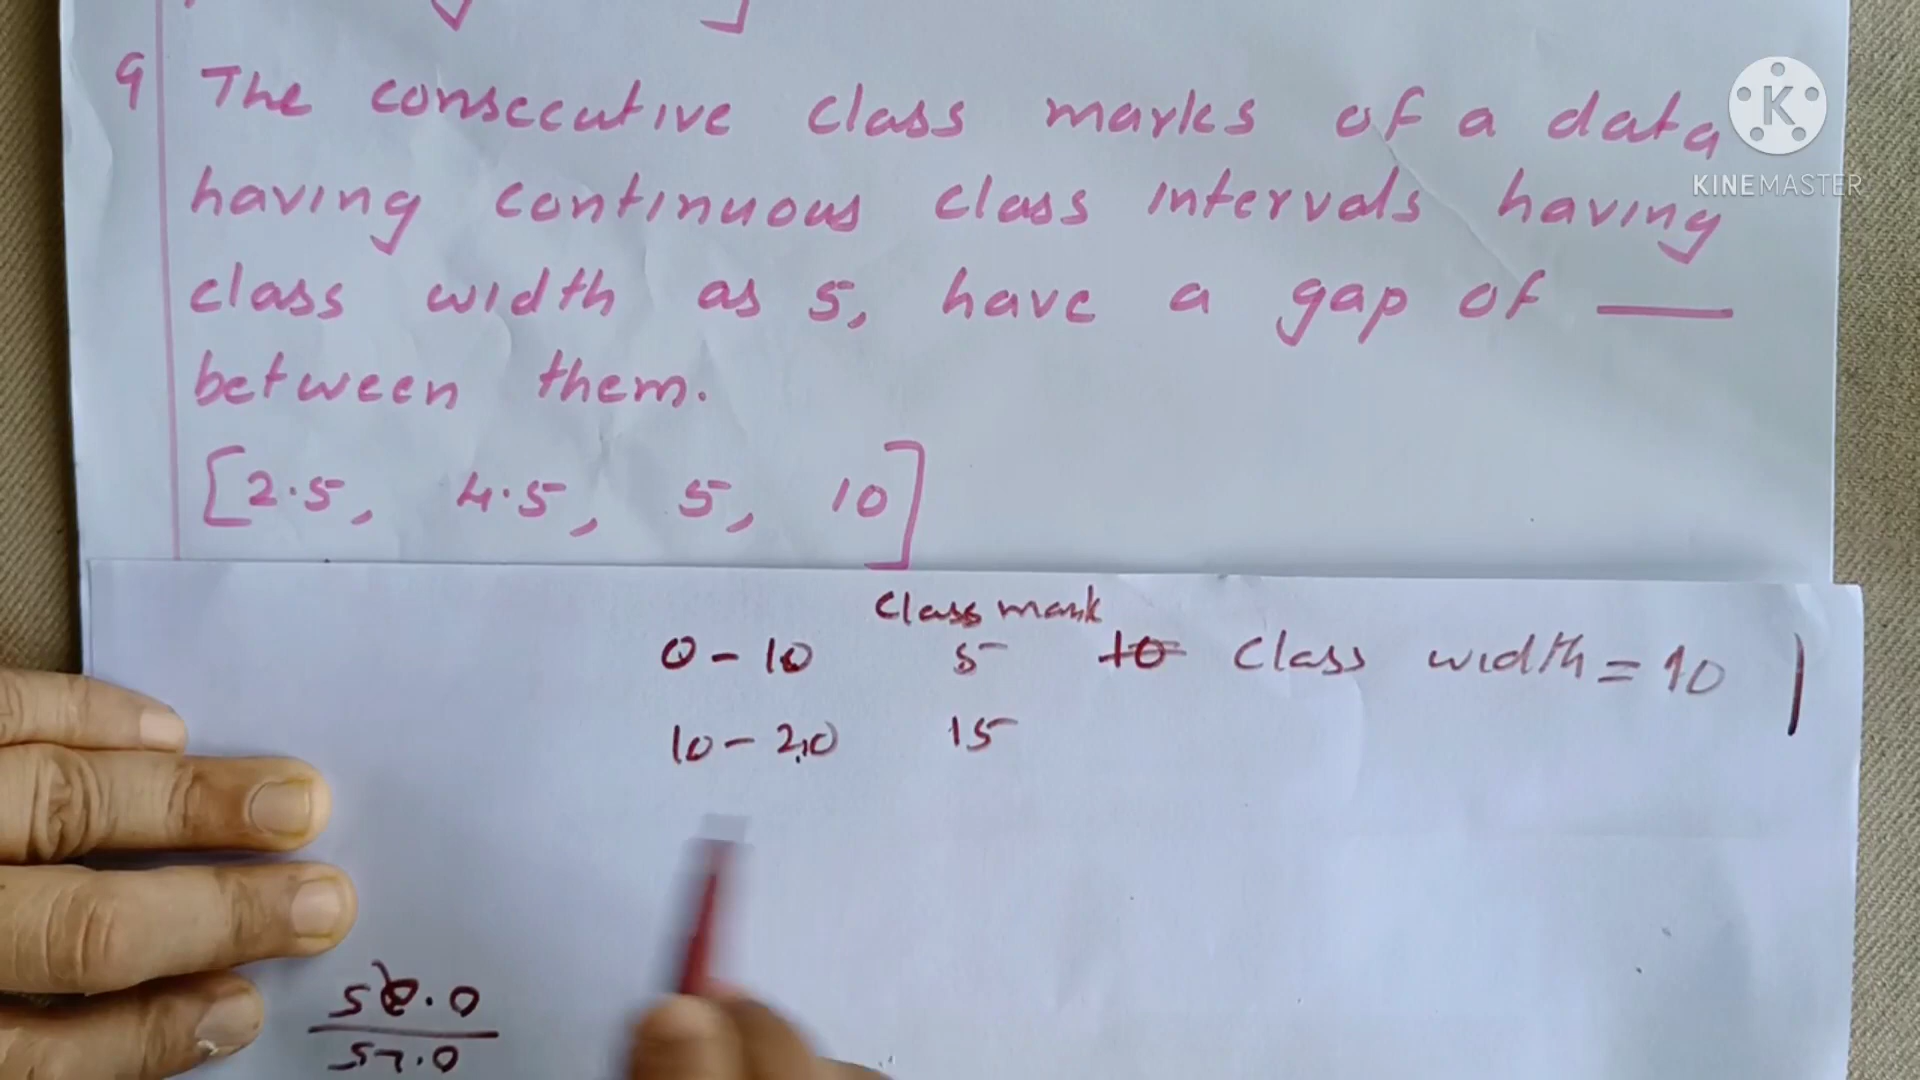 9 The consecutive class marks of a data
having continuous class intervals having
class width as 5, have a gap of ___
between them.
[2.5, 4.5, 5, 10]
K
KINEMASTER
class mark
0 - 10 5 10 class width = 10
10 - 20 15